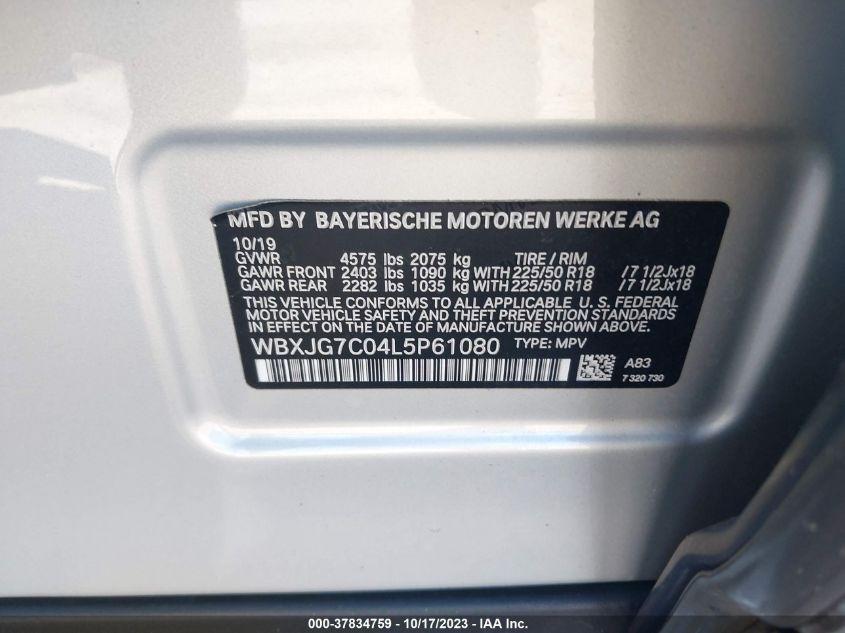 MFD BY BAYERISCHE MOTOREN WERKE AG
10/19
GVWR 4575 lbs 2075 kg TIRE / RIM
GAWR FRONT 2403 lbs 1090 kg WITH 225/50 R18 /7 1/2Jx18
GAWR REAR 2282 lbs 1035 kg WITH 225/50 R18 /7 1/2Jx18
THIS VEHICLE CONFORMS TO ALL APPLICABLE U. S. FEDERAL
MOTOR VEHICLE SAFETY AND THEFT PREVENTION STANDARDS
IN EFFECT ON THE DATE OF MANUFACTURE SHOWN ABOVE.
WBXJG7C04L5P61080 TYPE: MPV
A83
7 320 730
000-37834759 - 10/17/2023 - IAA Inc.